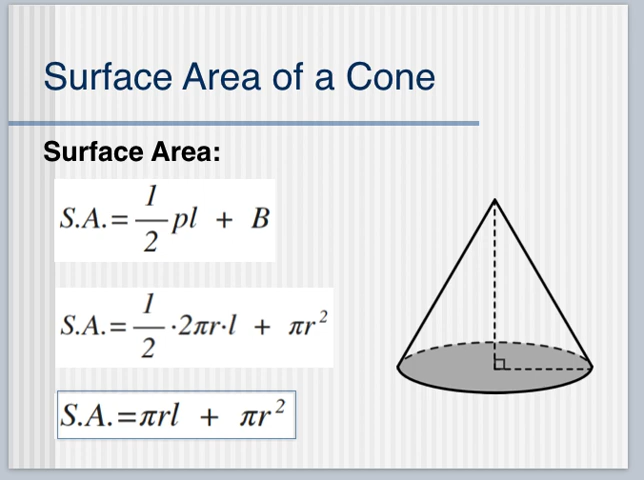 Surface Area of a Cone
Surface Area:
S.A.= 1/2 pl + B
S.A.= 1/2 ·2πr·l + πr²
S.A.=πrl + πr²